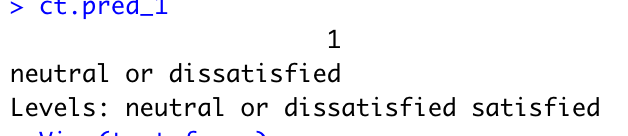 > ct.pred_1
1
neutral or dissatisfied
Levels: neutral or dissatisfied satisfied